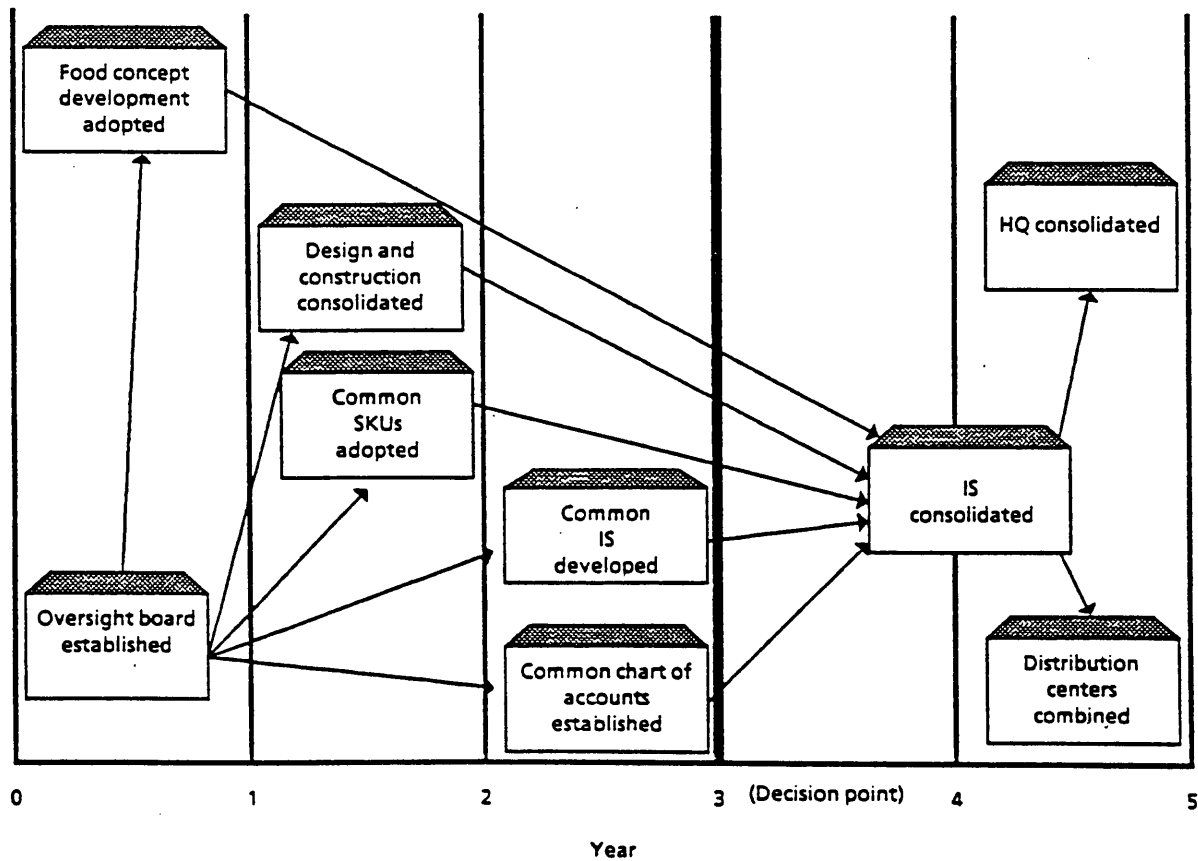 Food concept
development
adopted
Design and
construction
consolidated
HQ consolidated
Common
SKUs
adopted
Common
IS
developed
IS
consolidated
Oversight board
established
Common chart of
accounts
established
Distribution
centers
combined
0 1 2 3 (Decision point) 4 5
Year